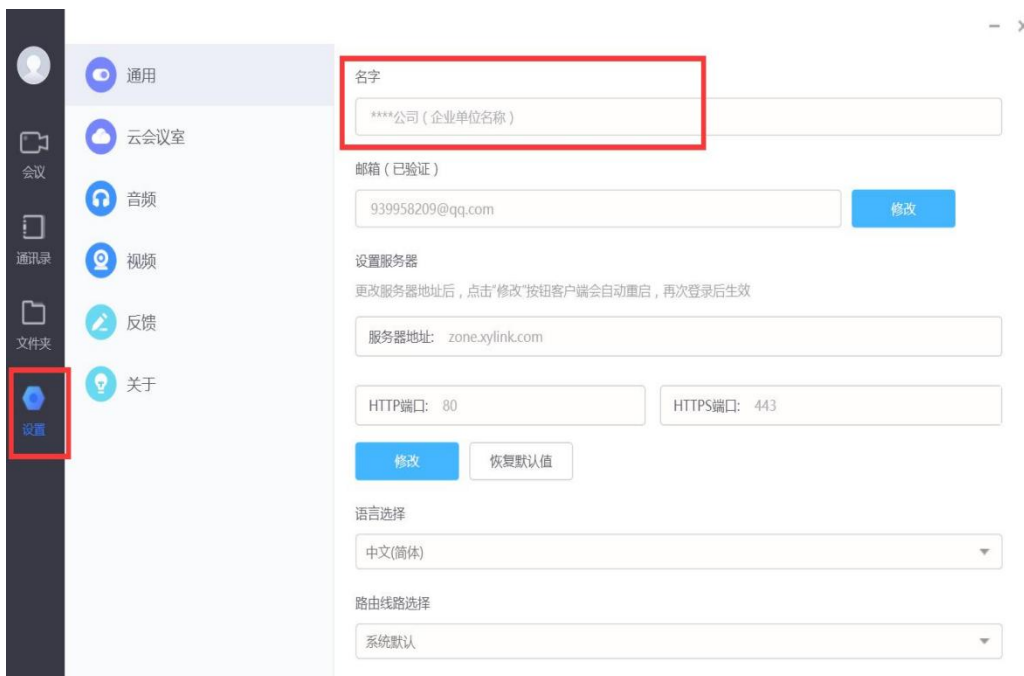 会议
通讯录
文件夹
设置
通用
云会议室
音频
视频
反馈
关于
名字
****公司（企业单位名称）
邮箱（已验证）
939958209@qq.com
修改
设置服务器
更改服务器地址后，点击“修改”按钮客户端会自动重启，再次登录后生效
服务器地址: zone.xylink.com
HTTP端口: 80
HTTPS端口: 443
修改
恢复默认值
语言选择
中文(简体)
路由线路选择
系统默认